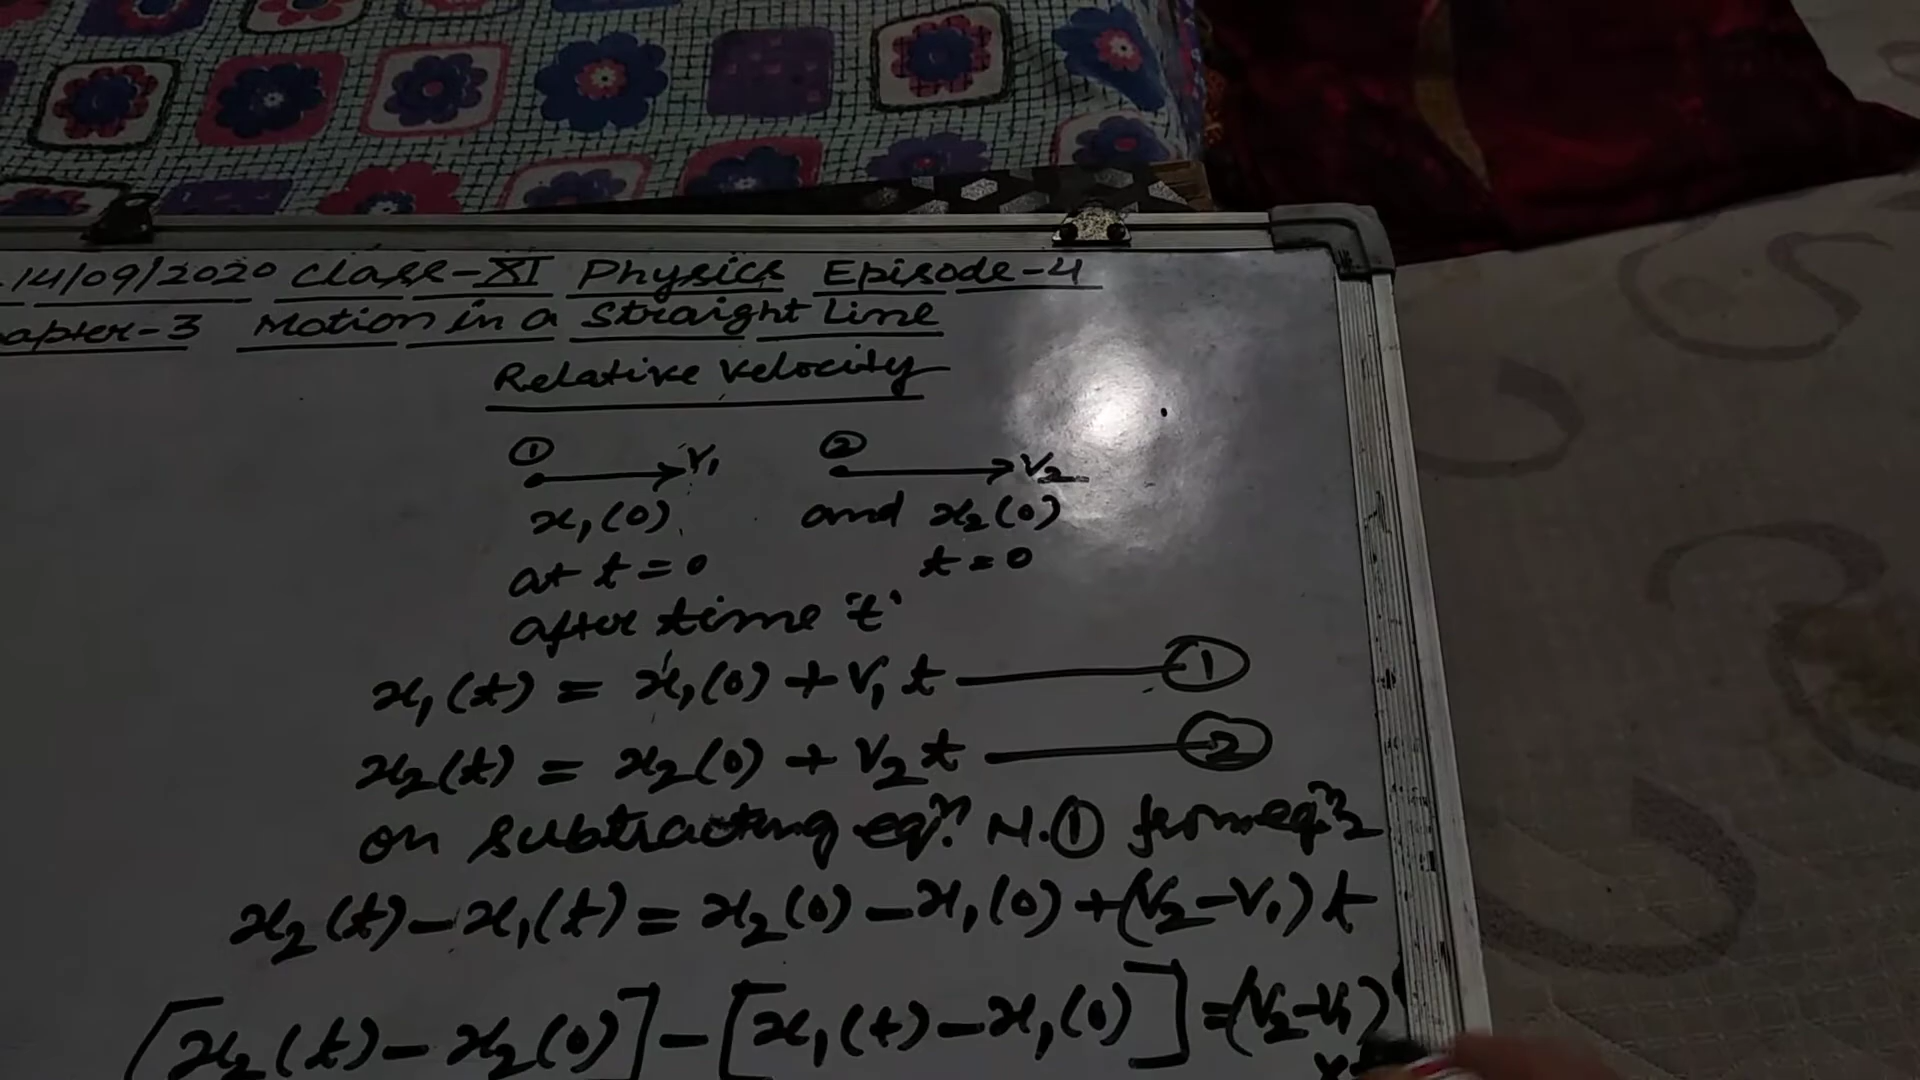 14/09/2020 Class-XI Physics Episode-4
apter-3 Motion in a Straight Line
Relative Velocity
① V₁ ② V₂
x₁(0) and x₂(0)
at t=0 t=0
after time 't'
x₁(t) = x₁(0) + V₁t — ①
x₂(t) = x₂(0) + V₂t — ②
on subtracting eqⁿ. N.① from eqⁿ.2
x₂(t)-x₁(t) = x₂(0)-x₁(0)+(V₂-V₁)t
[x₂(t)-x₂(0)]-[x₁(t)-x₁(0)]=(V₂-V₁)